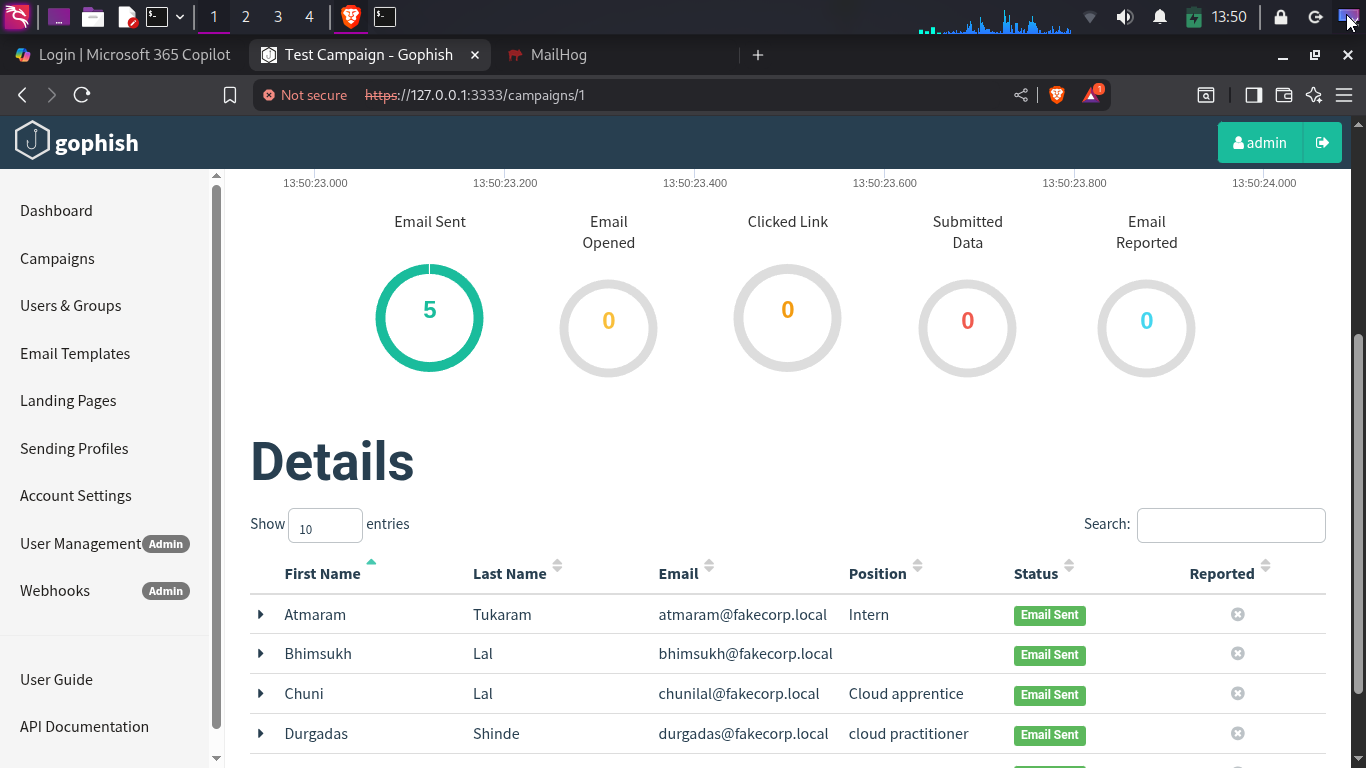 1 2 3 4 13:50
Login | Microsoft 365 Copilot Test Campaign - Gophish MailHog
Not secure https://127.0.0.1:3333/campaigns/1 1
gophish admin
13:50:23.000 13:50:23.200 13:50:23.400 13:50:23.600 13:50:23.800 13:50:24.000
Dashboard
Campaigns
Users & Groups
Email Templates
Landing Pages
Sending Profiles
Account Settings
User Management Admin
Webhooks Admin
User Guide
API Documentation
Email Sent
5
Email
Opened
0
Clicked Link
0
Submitted
Data
0
Email
Reported
0
Details
Show 10 entries Search:
First Name Last Name Email Position Status Reported
Atmaram Tukaram atmaram@fakecorp.local Intern Email Sent
Bhimsukh Lal bhimsukh@fakecorp.local Email Sent
Chuni Lal chunilal@fakecorp.local Cloud apprentice Email Sent
Durgadas Shinde durgadas@fakecorp.local cloud practitioner Email Sent